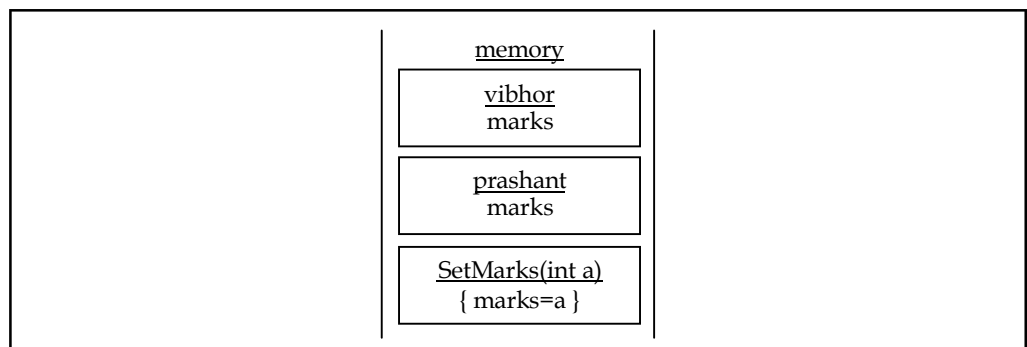 memory
vibhor
marks
prashant
marks
SetMarks(int a)
{ marks=a }